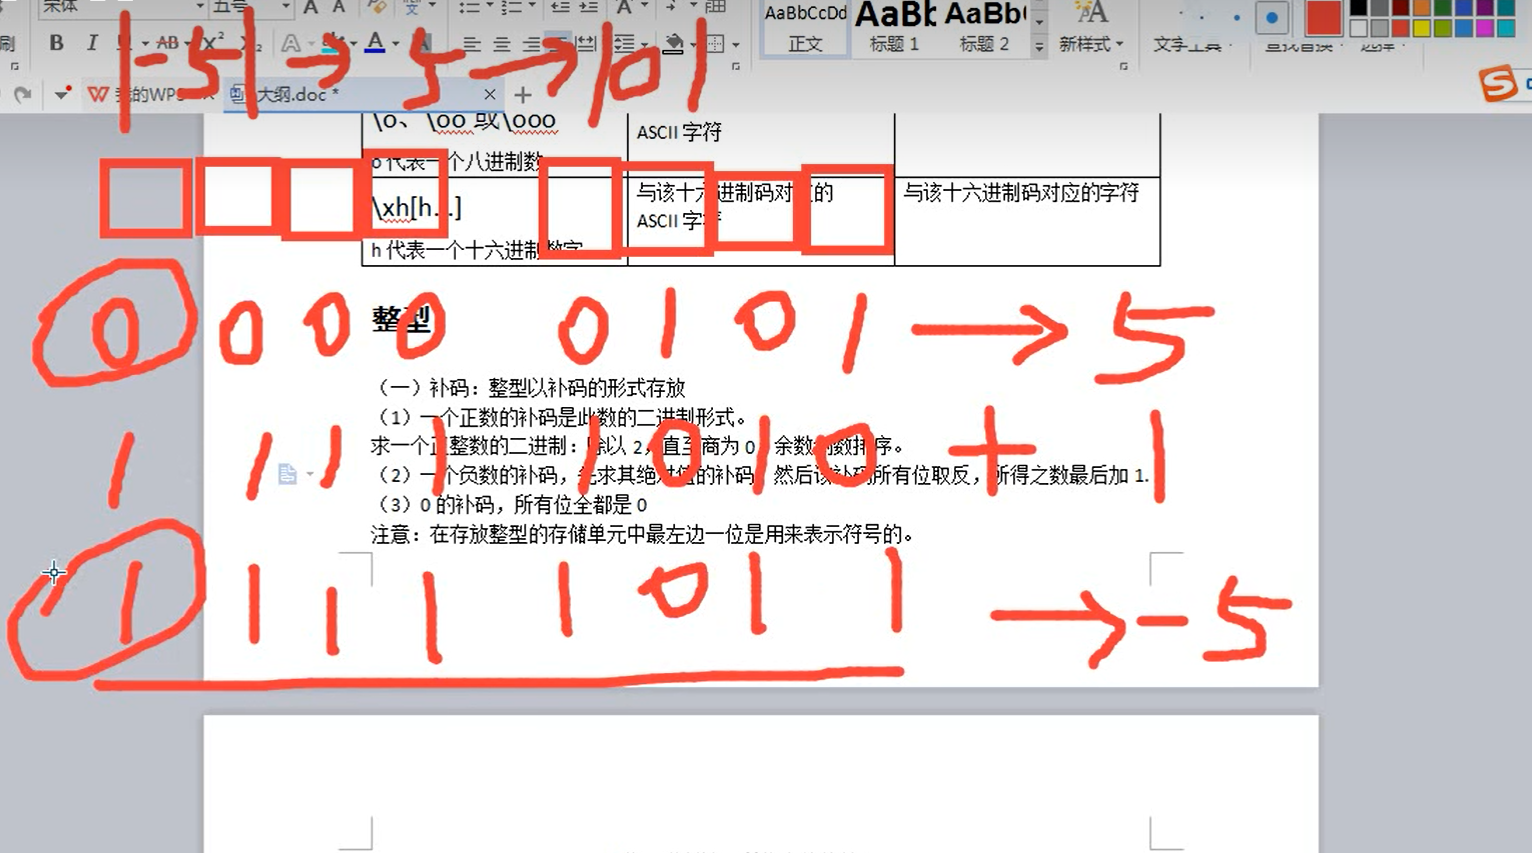 宋体 五号
AaBbCcDd AaBb AaBb(
B I U AB X² X₂ A A A 正文 标题 1 标题 2 新样式 文字工具 查找替换 选择
|-5| → 5 → 101
我的WPS 大纲.doc *
\o、\oo 或\ooo
o 代表一个八进制数
ASCII 字符
\xh[h…]
h 代表一个十六进制数字
与该十六进制码对应的
ASCII 字符
与该十六进制码对应的字符
整型
0 0 0 0 0 1 0 1 → 5
（一）补码：整型以补码的形式存放
（1）一个正数的补码是此数的二进制形式。
求一个正整数的二进制：除以 2，直至商为 0，余数倒数排序。
1 1 1 1 1 0 1 0 + 1
（2）一个负数的补码，先求其绝对值的补码，然后该补码所有位取反，所得之数最后加 1.
（3）0 的补码，所有位全都是 0
注意：在存放整型的存储单元中最左边一位是用来表示符号的。
1 1 1 1 1 0 1 1 → -5